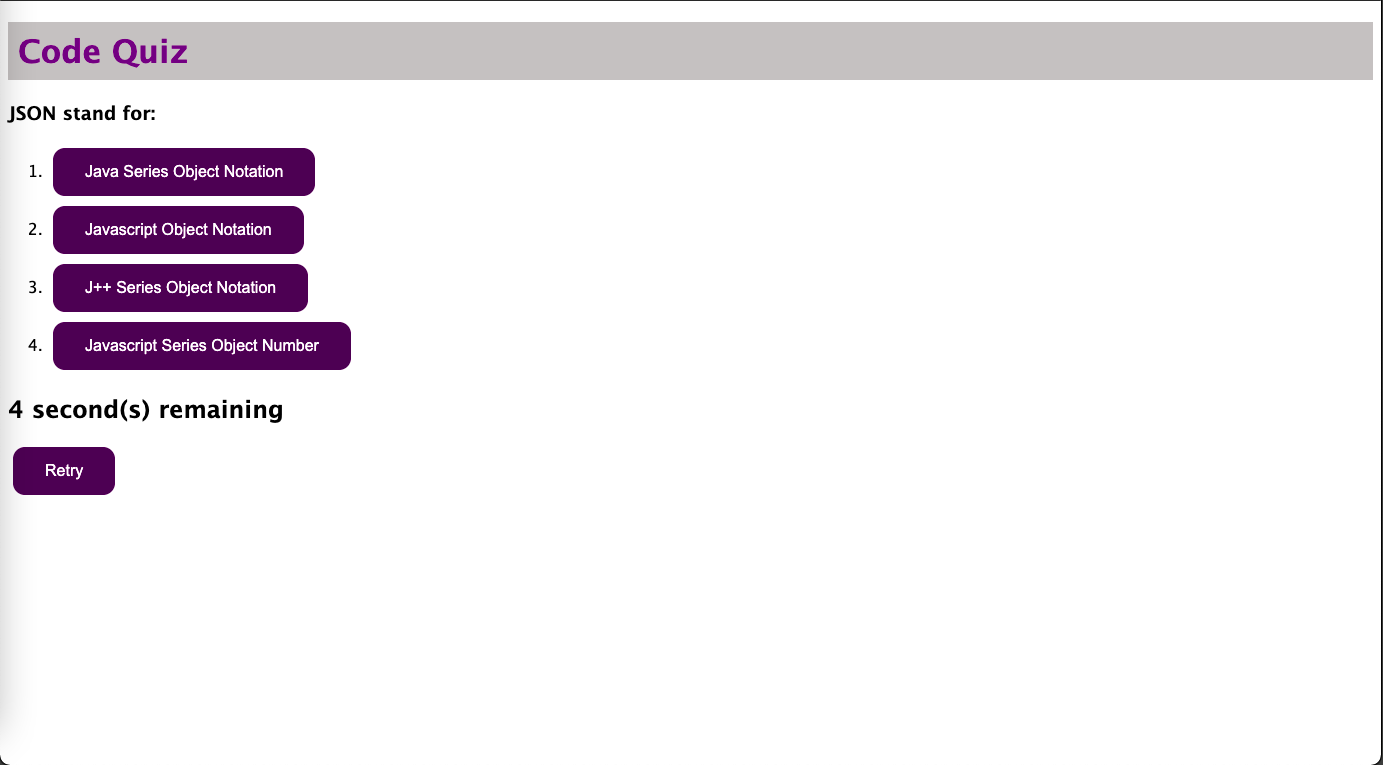 Code Quiz
JSON stand for:
1. Java Series Object Notation
2. Javascript Object Notation
3. J++ Series Object Notation
4. Javascript Series Object Number
4 second(s) remaining
Retry